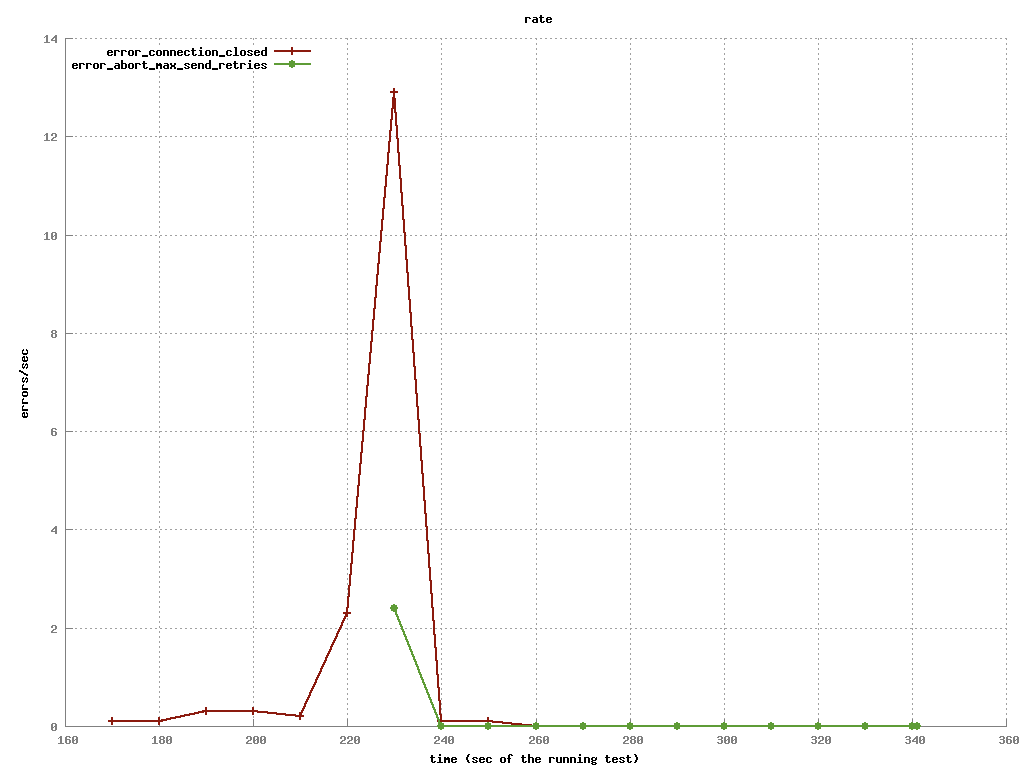 rate
14
error_connection_closed
error_abort_max_send_retries
12
10
8
errors/sec
6
4
2
0
160 180 200 220 240 260 280 300 320 340 360
time (sec of the running test)